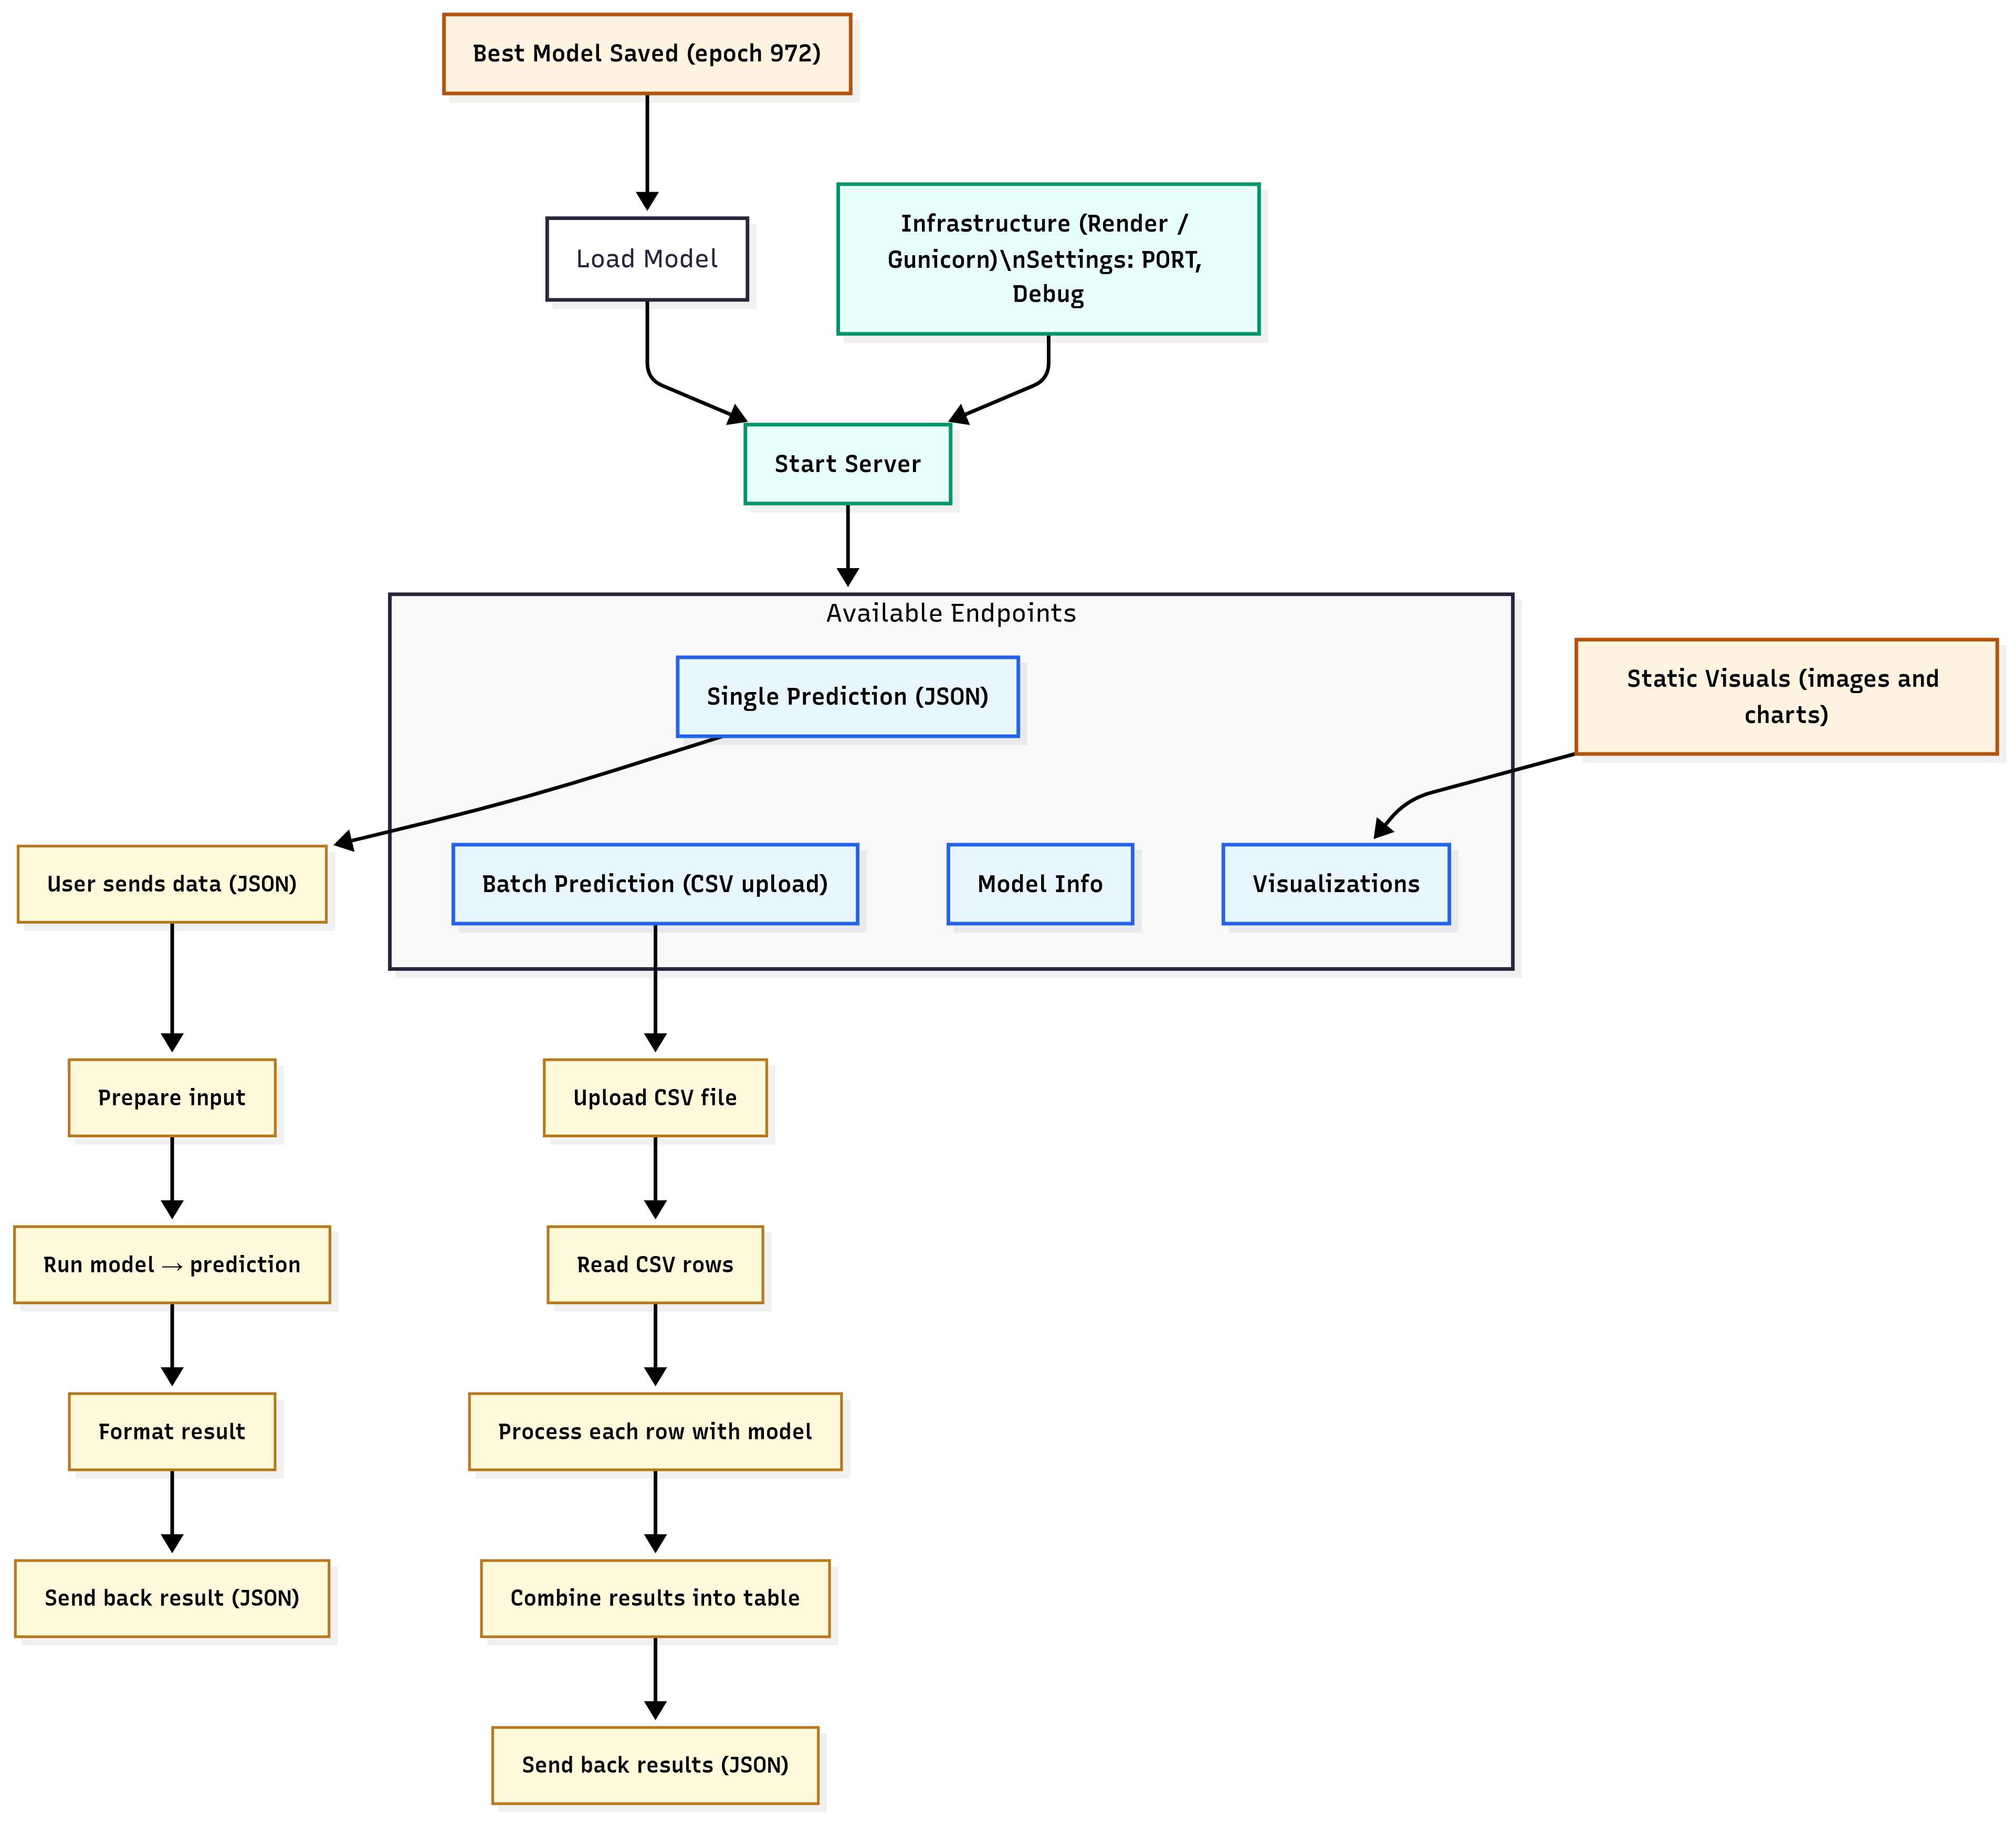 Best Model Saved (epoch 972)
Load Model
Infrastructure (Render /
Gunicorn)\nSettings: PORT,
Debug
Start Server
Available Endpoints
Single Prediction (JSON)
Static Visuals (images and
charts)
User sends data (JSON)
Batch Prediction (CSV upload)
Model Info
Visualizations
Prepare input
Upload CSV file
Run model → prediction
Read CSV rows
Format result
Process each row with model
Send back result (JSON)
Combine results into table
Send back results (JSON)